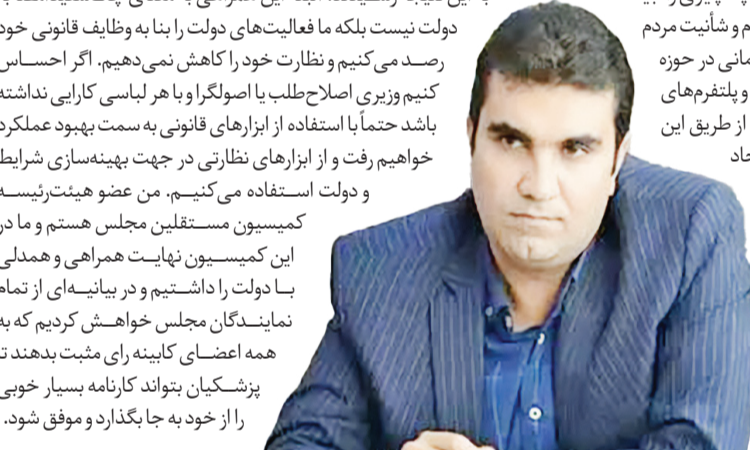 م و شأنیت مردم
مانی در حوزه
و پلتفرم‌های
از طریق این
جاد
دولت نیست بلکه ما فعالیت‌های دولت را بنا به وظایف قانونی خود
رصد می‌کنیم و نظارت خود را کاهش نمی‌دهیم. اگر احساس
کنیم وزیری اصلاح‌طلب یا اصولگرا و با هر لباسی کارایی نداشته
باشد حتماً با استفاده از ابزارهای قانونی به سمت بهبود عملکرد
خواهیم رفت و از ابزارهای نظارتی در جهت بهینه‌سازی شرایط
و دولت استفاده می‌کنیم. من عضو هیئت‌رئیسه
کمیسیون مستقلین مجلس هستم و ما در
این کمیسیون نهایت همراهی و همدلی
با دولت را داشتیم و در بیانیه‌ای از تمام
نمایندگان مجلس خواهش کردیم که به
همه اعضای کابینه رای مثبت بدهند تا
پزشکیان بتواند کارنامه بسیار خوبی
را از خود به جا بگذارد و موفق شود.